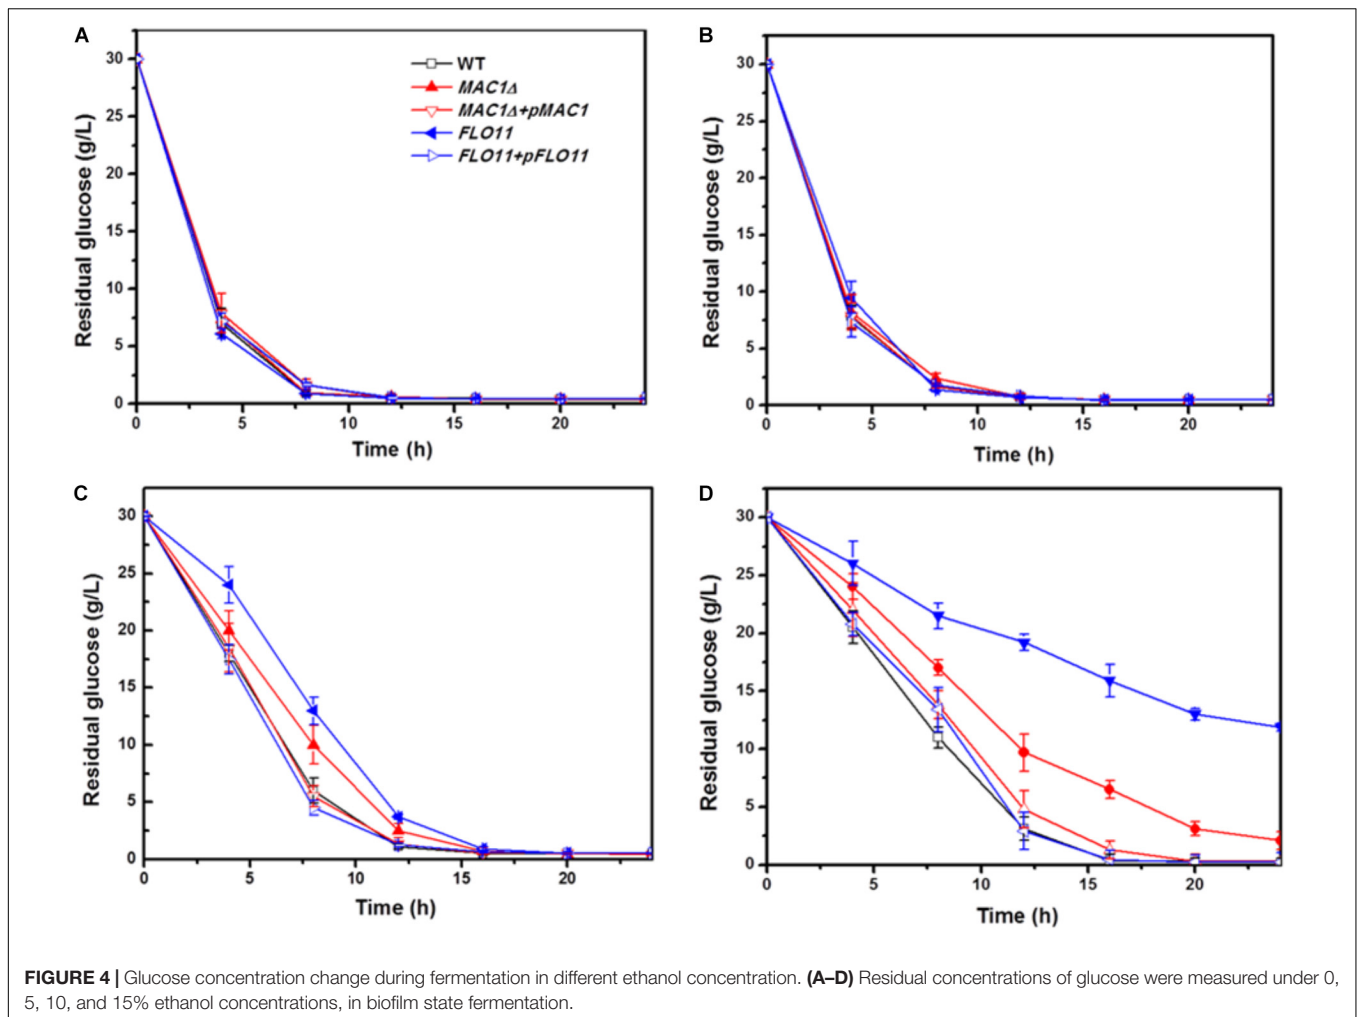 A
30
25
20
15
10
5
0
Residual glucose (g/L)
0
5
10
15
20
Time (h)
WT
MAC1Δ
MAC1Δ+pMAC1
FLO11
FLO11+pFLO11
B
30
25
20
15
10
5
0
Residual glucose (g/L)
0
5
10
15
20
Time (h)
C
30
25
20
15
10
5
0
Residual glucose (g/L)
0
5
10
15
20
Time (h)
D
30
25
20
15
10
5
0
Residual glucose (g/L)
0
5
10
15
20
Time (h)
FIGURE 4 | Glucose concentration change during fermentation in different ethanol concentration. (A–D) Residual concentrations of glucose were measured under 0,
5, 10, and 15% ethanol concentrations, in biofilm state fermentation.